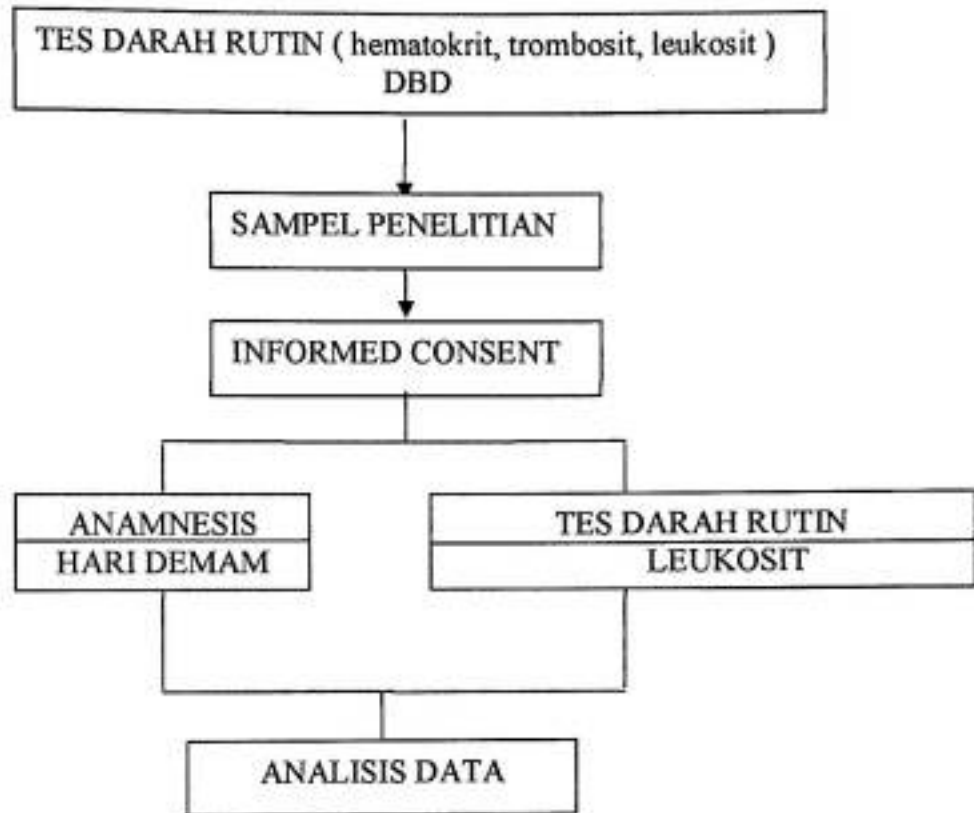 TES DARAH RUTIN ( hematokrit, trombosit, leukosit )
DBD
SAMPEL PENELITIAN
INFORMED CONSENT
ANAMNESIS
HARI DEMAM
TES DARAH RUTIN
LEUKOSIT
ANALISIS DATA